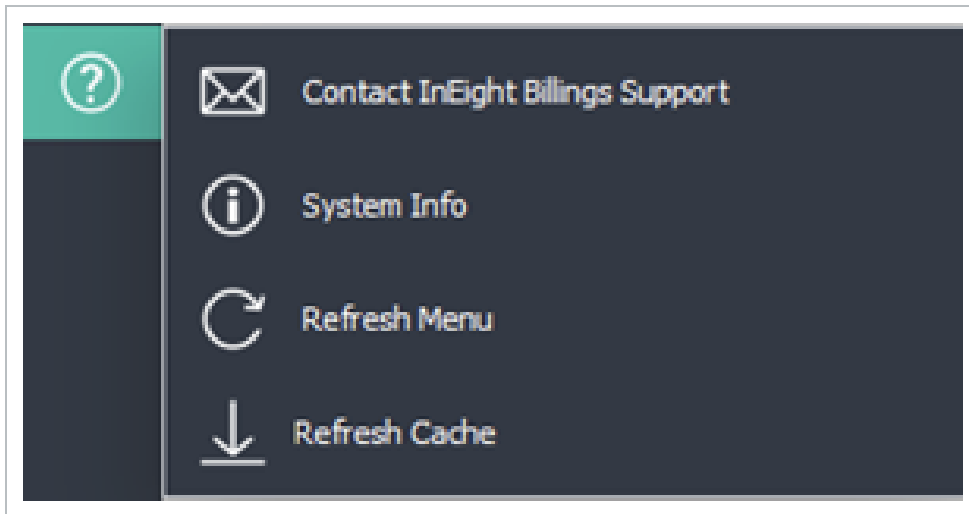 Contact InEight Billings Support
System Info
Refresh Menu
Refresh Cache